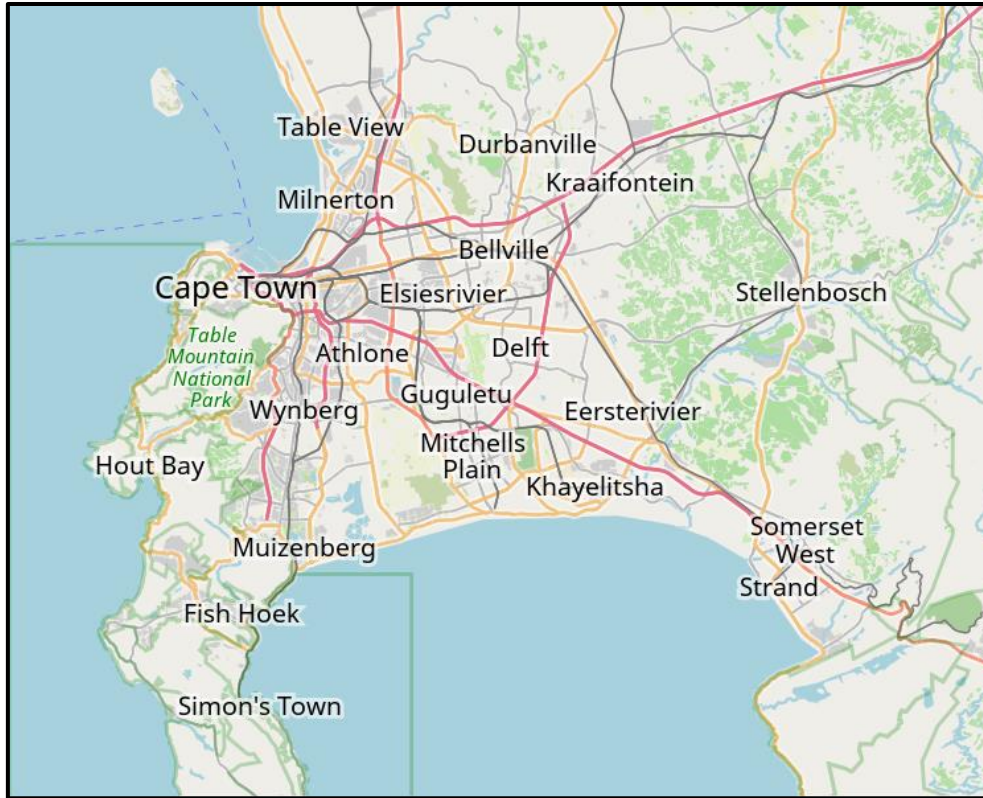 Table View
Durbanville
Kraaifontein
Milnerton
Bellville
Cape Town
Elsiesrivier
Stellenbosch
Table
Mountain
National
Park
Athlone
Delft
Guguletu
Wynberg
Eersterivier
Mitchells
Plain
Hout Bay
Khayelitsha
Somerset
West
Muizenberg
Strand
Fish Hoek
Simon's Town